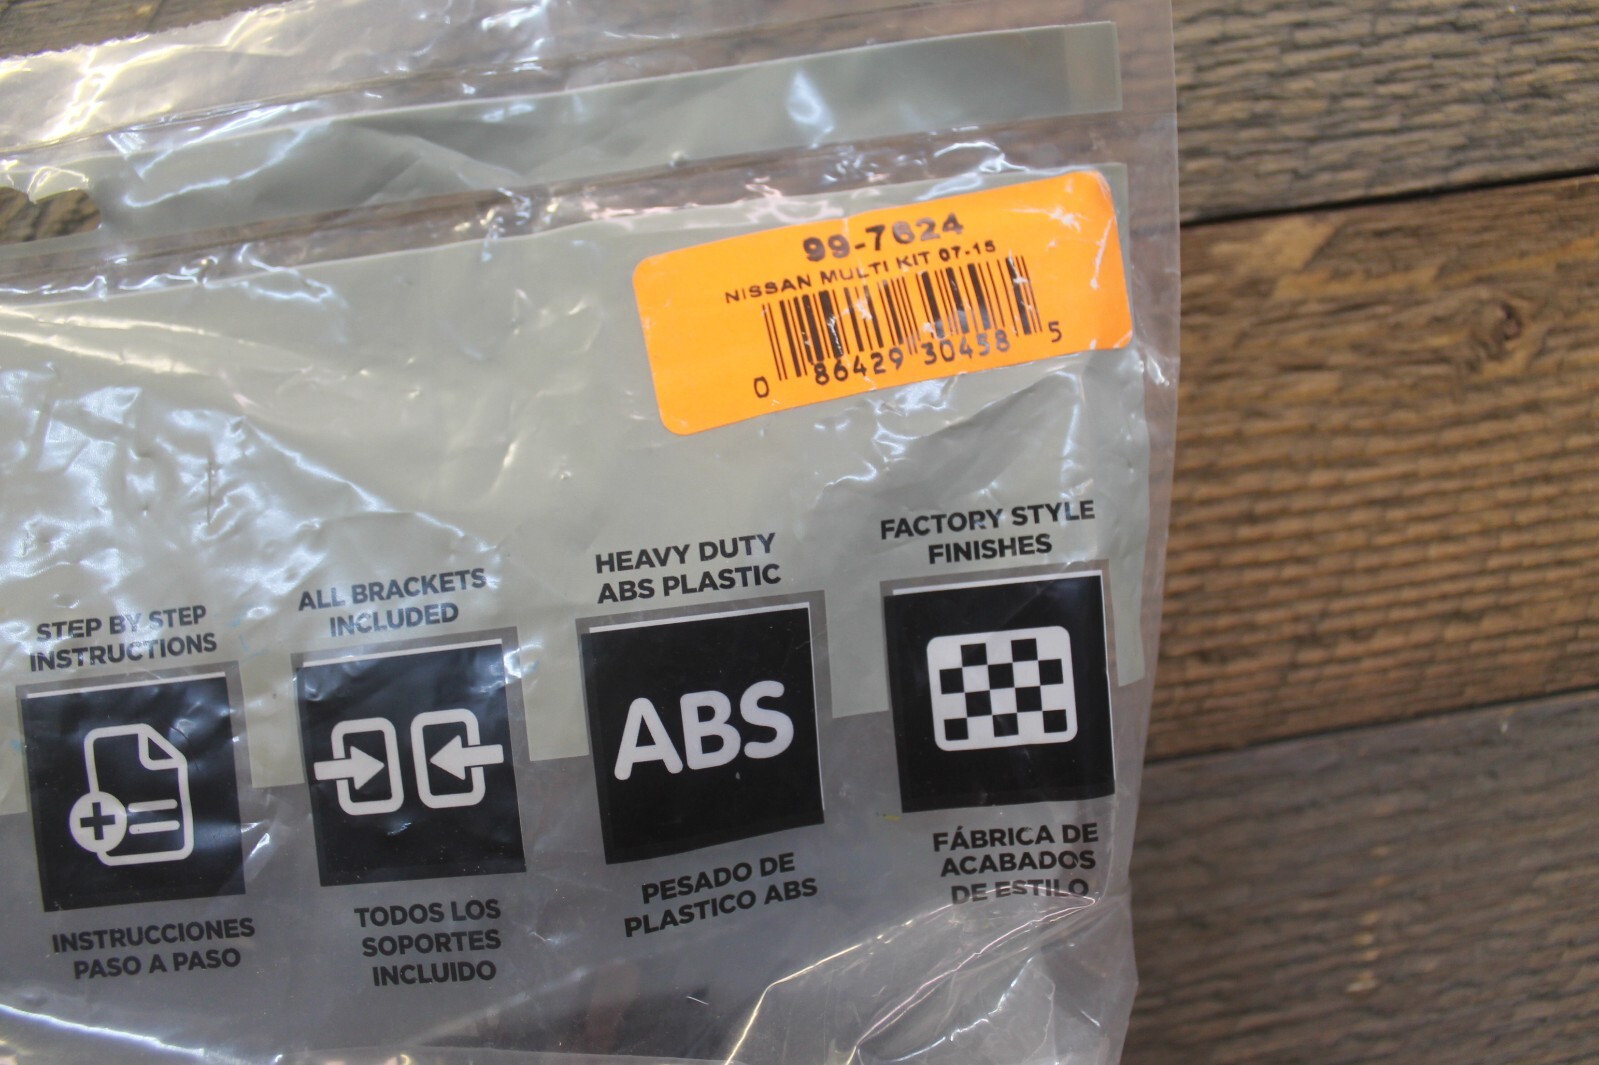 99-7624
NISSAN MULTI KIT 07-15
0 86429 30458 5
STEP BY STEP
INSTRUCTIONS
INSTRUCCIONES
PASO A PASO
ALL BRACKETS
INCLUDED
TODOS LOS
SOPORTES
INCLUIDO
HEAVY DUTY
ABS PLASTIC
ABS
PESADO DE
PLASTICO ABS
FACTORY STYLE
FINISHES
FÁBRICA DE
ACABADOS
DE ESTILO